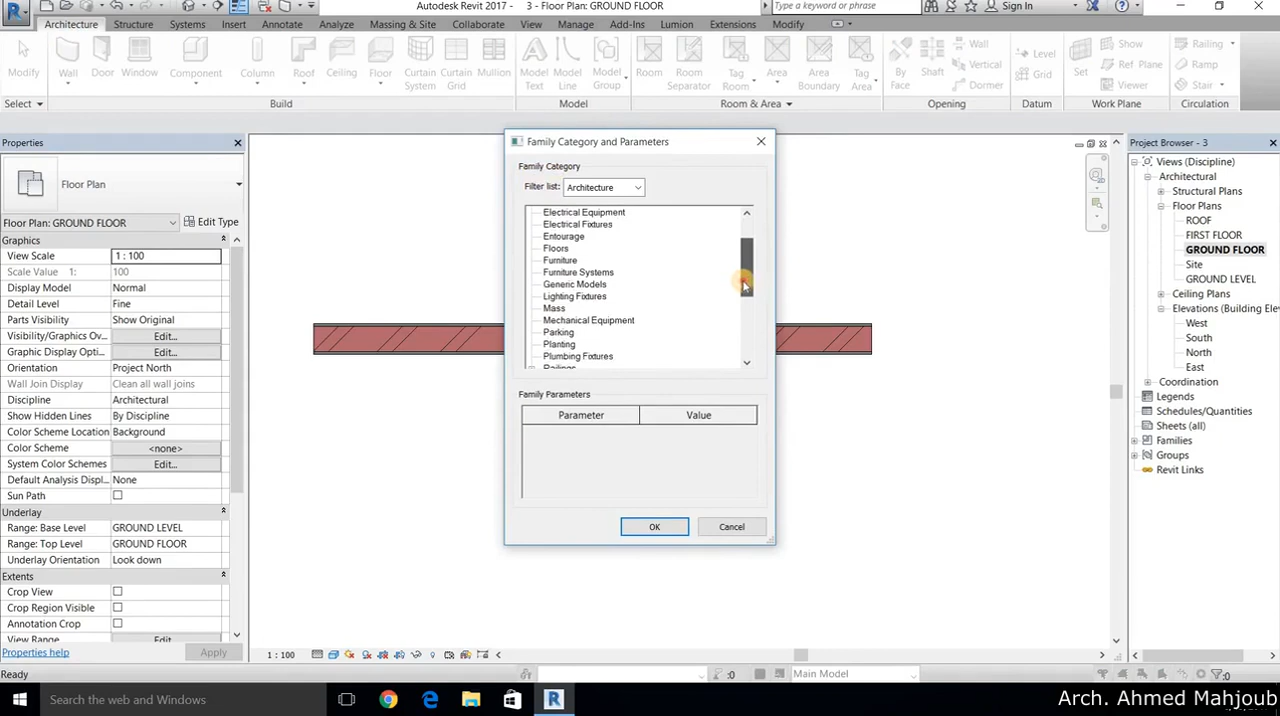 Autodesk Revit 2017 - 3 - Floor Plan: GROUND FLOOR
Type a keyword or phrase
Sign In
Architecture Structure Systems Insert Annotate Analyze Massing & Site Collaborate View Manage Add-Ins Lumion Extensions Modify
Modify
Wall
Door
Window
Component
Column
Roof
Ceiling
Floor
Curtain System
Curtain Grid
Mullion
Model Text
Model Line
Model Group
Room
Room Separator
Tag Room
Area
Area Boundary
Tag Area
By Face
Shaft
Wall
Vertical
Dormer
Level
Grid
Set
Show
Ref Plane
Viewer
Railing
Ramp
Stair
Select
Build
Model
Room & Area
Opening
Datum
Work Plane
Circulation
Properties
Floor Plan
Floor Plan: GROUND FLOOR
Edit Type
Graphics
View Scale 1 : 100
Scale Value 1: 100
Display Model Normal
Detail Level Fine
Parts Visibility Show Original
Visibility/Graphics Ov... Edit...
Graphic Display Opti... Edit...
Orientation Project North
Wall Join Display Clean all wall joins
Discipline Architectural
Show Hidden Lines By Discipline
Color Scheme Location Background
Color Scheme <none>
System Color Schemes Edit...
Default Analysis Displ... None
Sun Path
Underlay
Range: Base Level GROUND LEVEL
Range: Top Level GROUND FLOOR
Underlay Orientation Look down
Extents
Crop View
Crop Region Visible
Annotation Crop
View Range Edit...
Properties help
Apply
Family Category and Parameters
Family Category
Filter list: Architecture
Electrical Equipment
Electrical Fixtures
Entourage
Floors
Furniture
Furniture Systems
Generic Models
Lighting Fixtures
Mass
Mechanical Equipment
Parking
Planting
Plumbing Fixtures
Railings
Family Parameters
Parameter Value
OK Cancel
Project Browser - 3
Views (Discipline)
Architectural
Structural Plans
Floor Plans
ROOF
FIRST FLOOR
GROUND FLOOR
Site
GROUND LEVEL
Ceiling Plans
Elevations (Building Ele
West
South
North
East
Coordination
Legends
Schedules/Quantities
Sheets (all)
Families
Groups
Revit Links
1 : 100
Ready
:0
Main Model
:0
Search the web and Windows
Arch. Ahmed Mahjoub